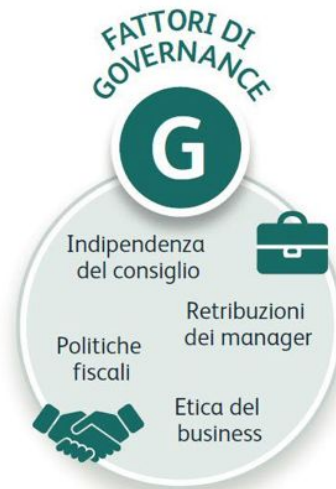 FATTORI DI
GOVERNANCE
G
Indipendenza
del consiglio
Retribuzioni
dei manager
Politiche
fiscali
Etica del
business